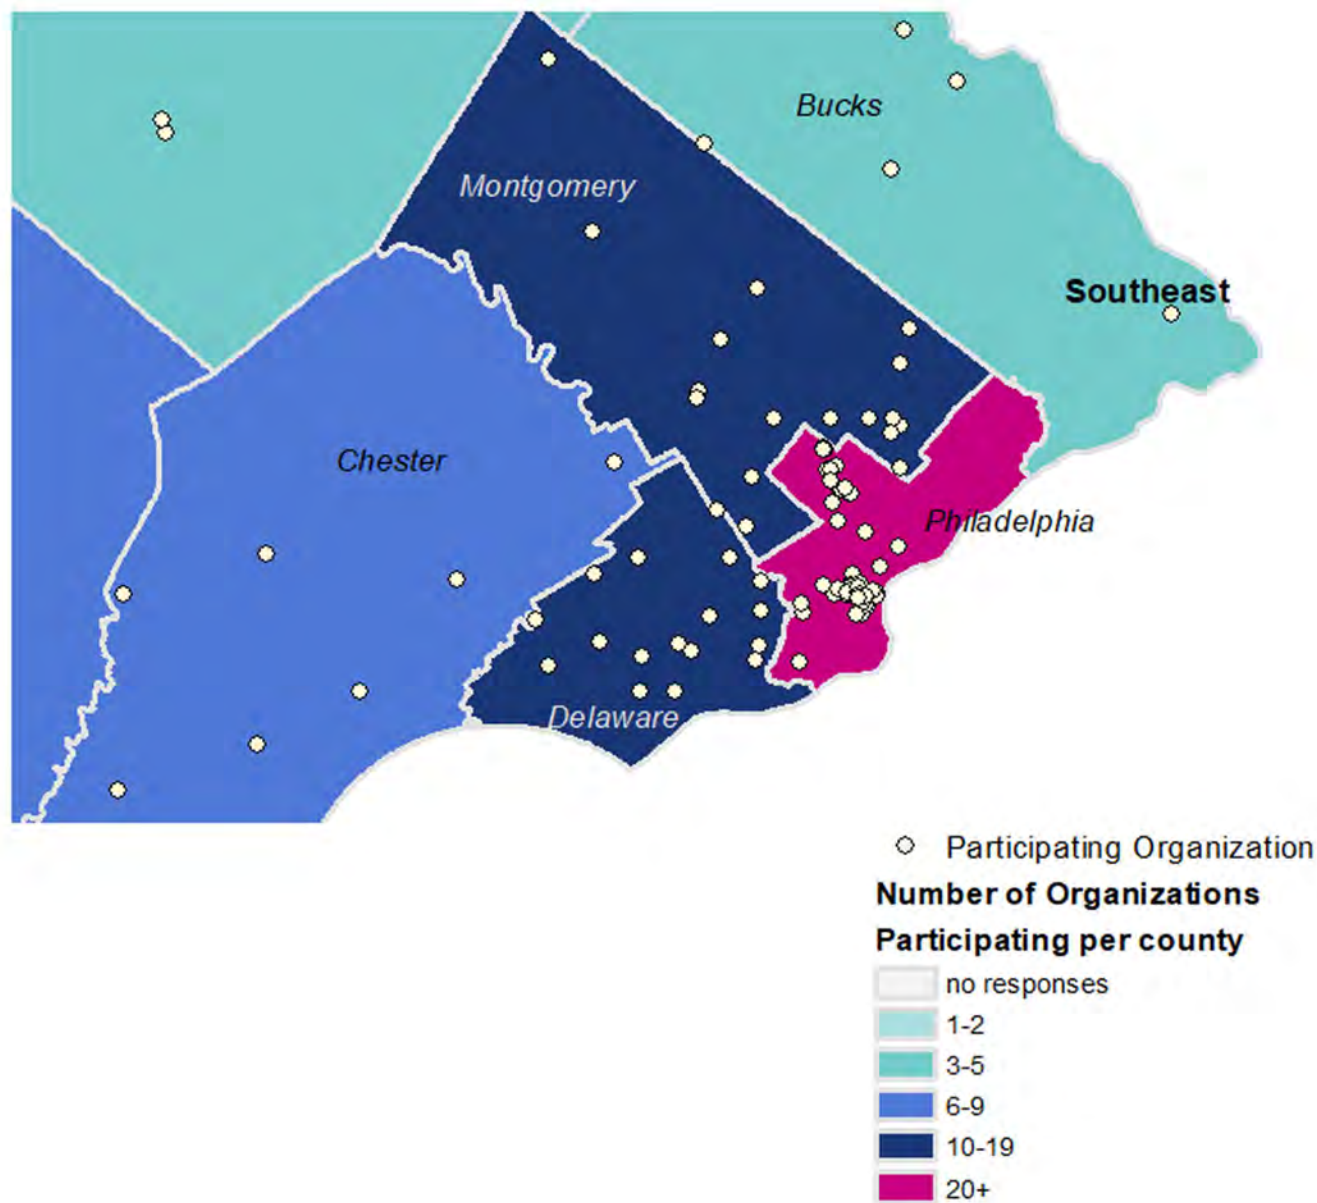 Bucks
Montgomery
Southeast
Chester
Philadelphia
Delaware
Participating Organization
Number of Organizations
Participating per county
no responses
1-2
3-5
6-9
10-19
20+